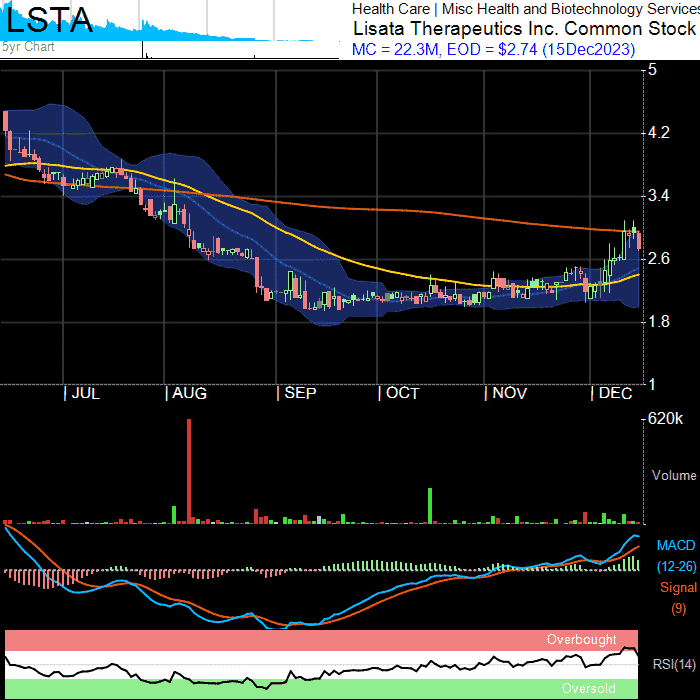 LSTA
Health Care | Misc Health and Biotechnology Services
Lisata Therapeutics Inc. Common Stock
MC = 22.3M, EOD = $2.74 (15Dec2023)
5yr Chart
5
4.2
3.4
2.6
1.8
1
| JUL | AUG | SEP | OCT | NOV | DEC
620k
Volume
MACD
(12-26)
Signal
(9)
Overbought
RSI(14)
Oversold